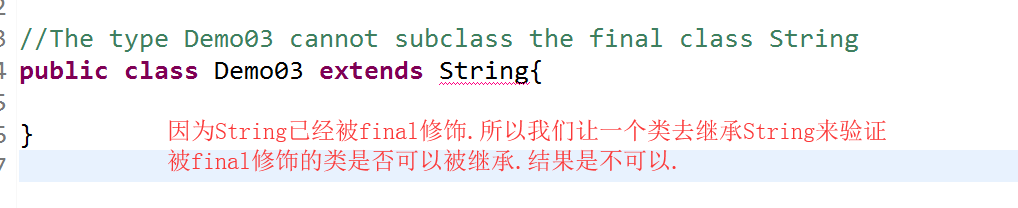 2
3 //The type Demo03 cannot subclass the final class String
4 public class Demo03 extends String{
5
6 }
因为String已经被final修饰.所以我们让一个类去继承String来验证
7 被final修饰的类是否可以被继承.结果是不可以.